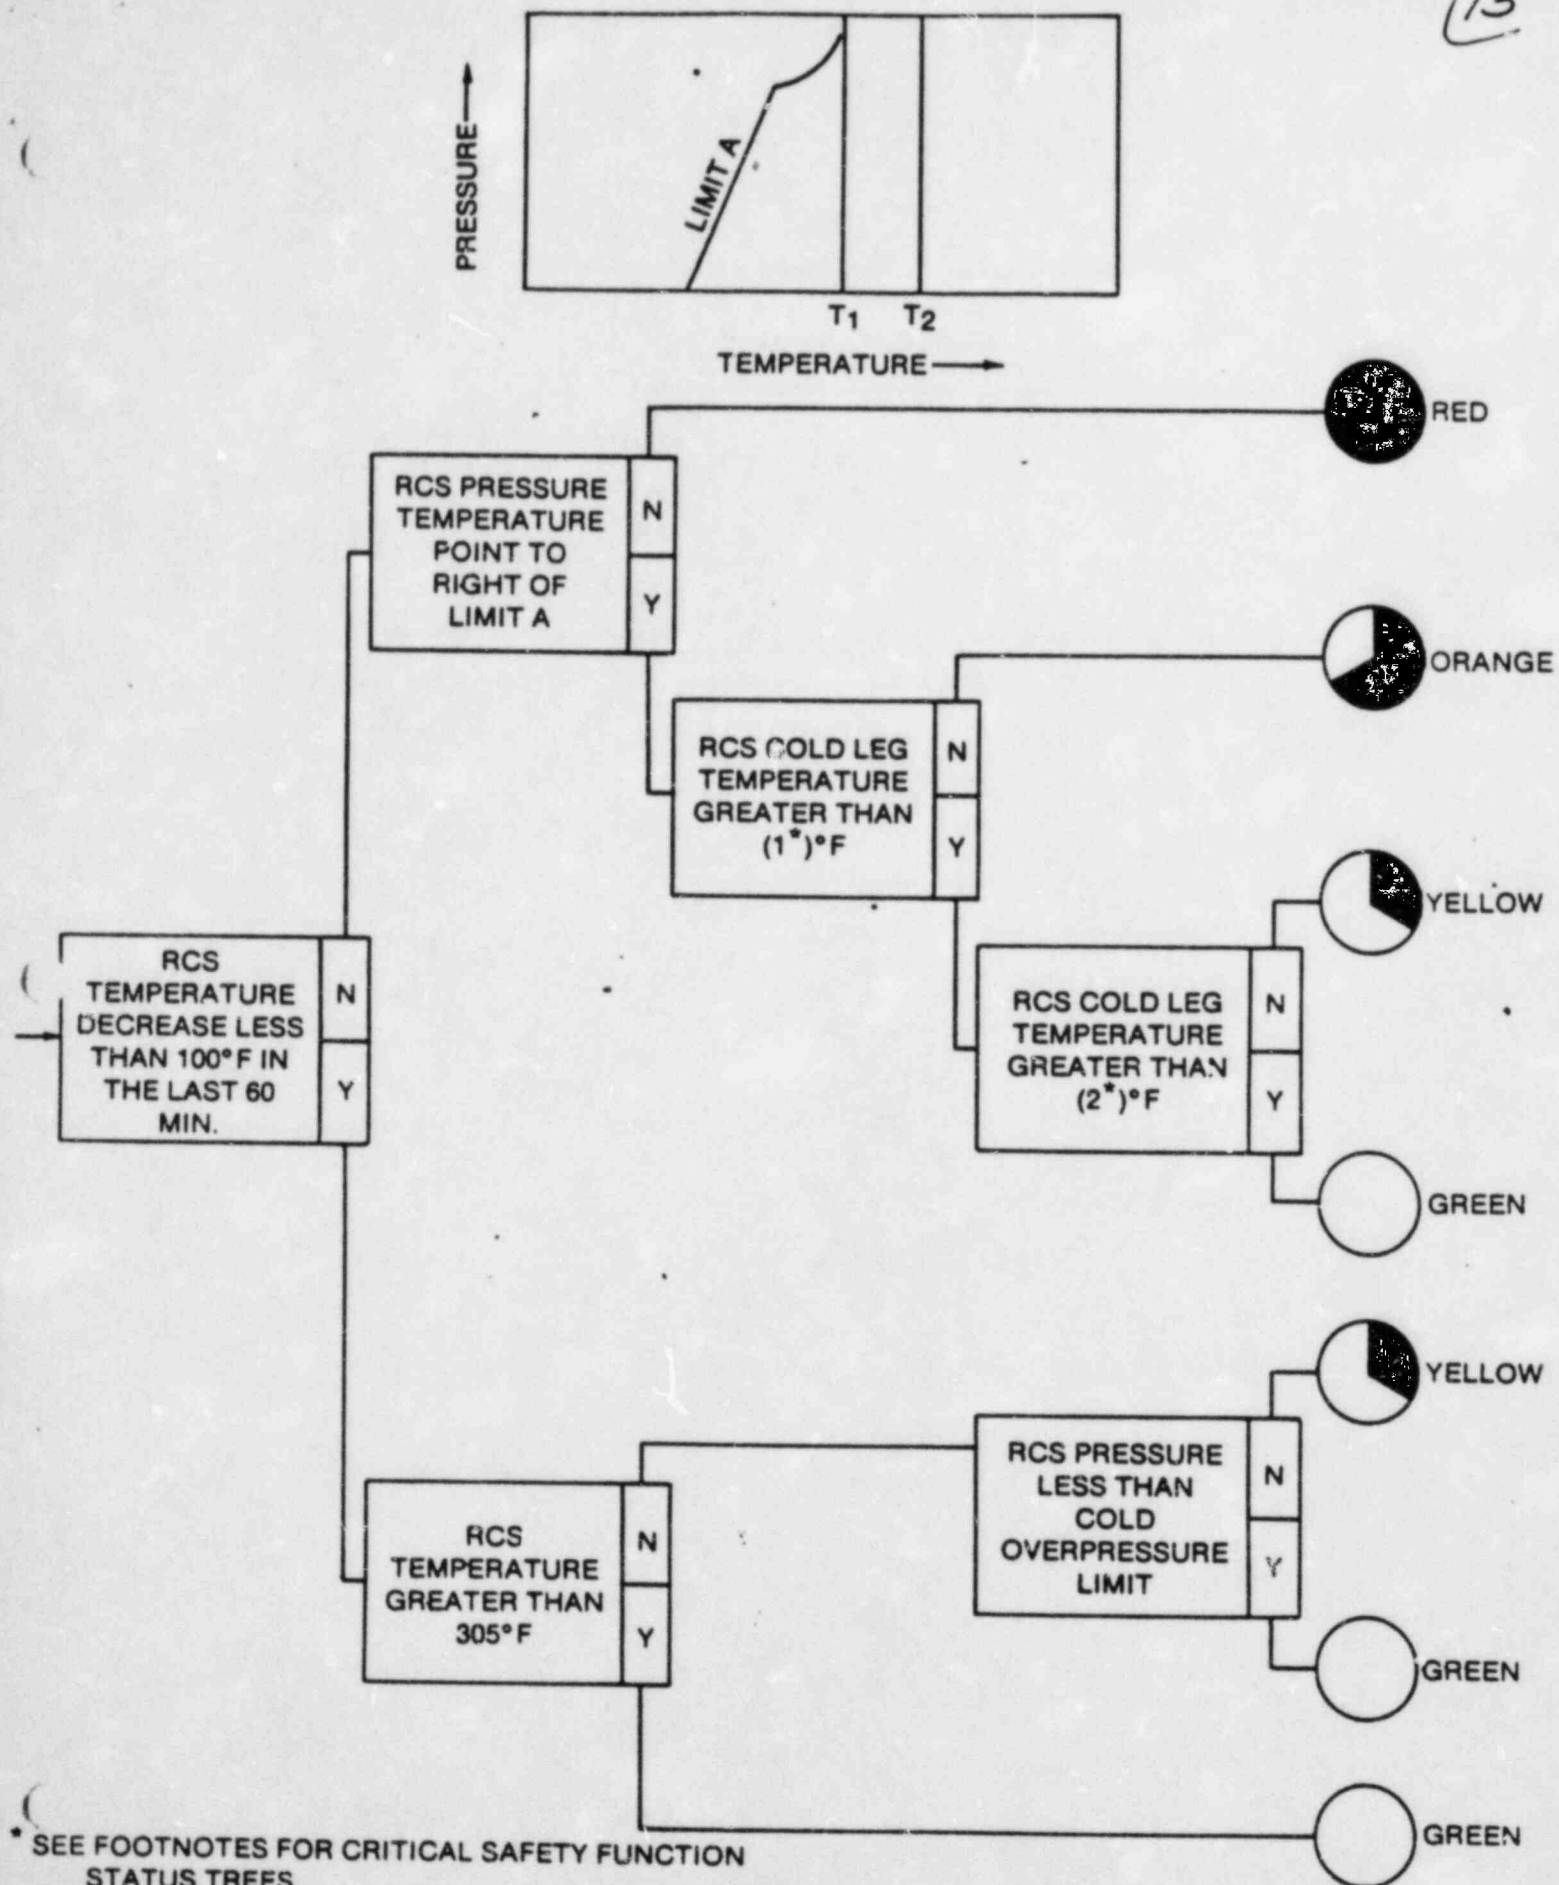 13
PRESSURE
LIMIT A
T1 T2
TEMPERATURE
RED
RCS PRESSURE
TEMPERATURE
POINT TO
RIGHT OF
LIMIT A
N
Y
ORANGE
RCS COLD LEG
TEMPERATURE
GREATER THAN
(1*)°F
N
Y
YELLOW
RCS
TEMPERATURE
DECREASE LESS
THAN 100°F IN
THE LAST 60
MIN.
N
Y
RCS COLD LEG
TEMPERATURE
GREATER THAN
(2*)°F
N
Y
GREEN
YELLOW
RCS PRESSURE
LESS THAN
COLD
OVERPRESSURE
LIMIT
N
Y
RCS
TEMPERATURE
GREATER THAN
305°F
N
Y
GREEN
GREEN
* SEE FOOTNOTES FOR CRITICAL SAFETY FUNCTION
STATUS TREES